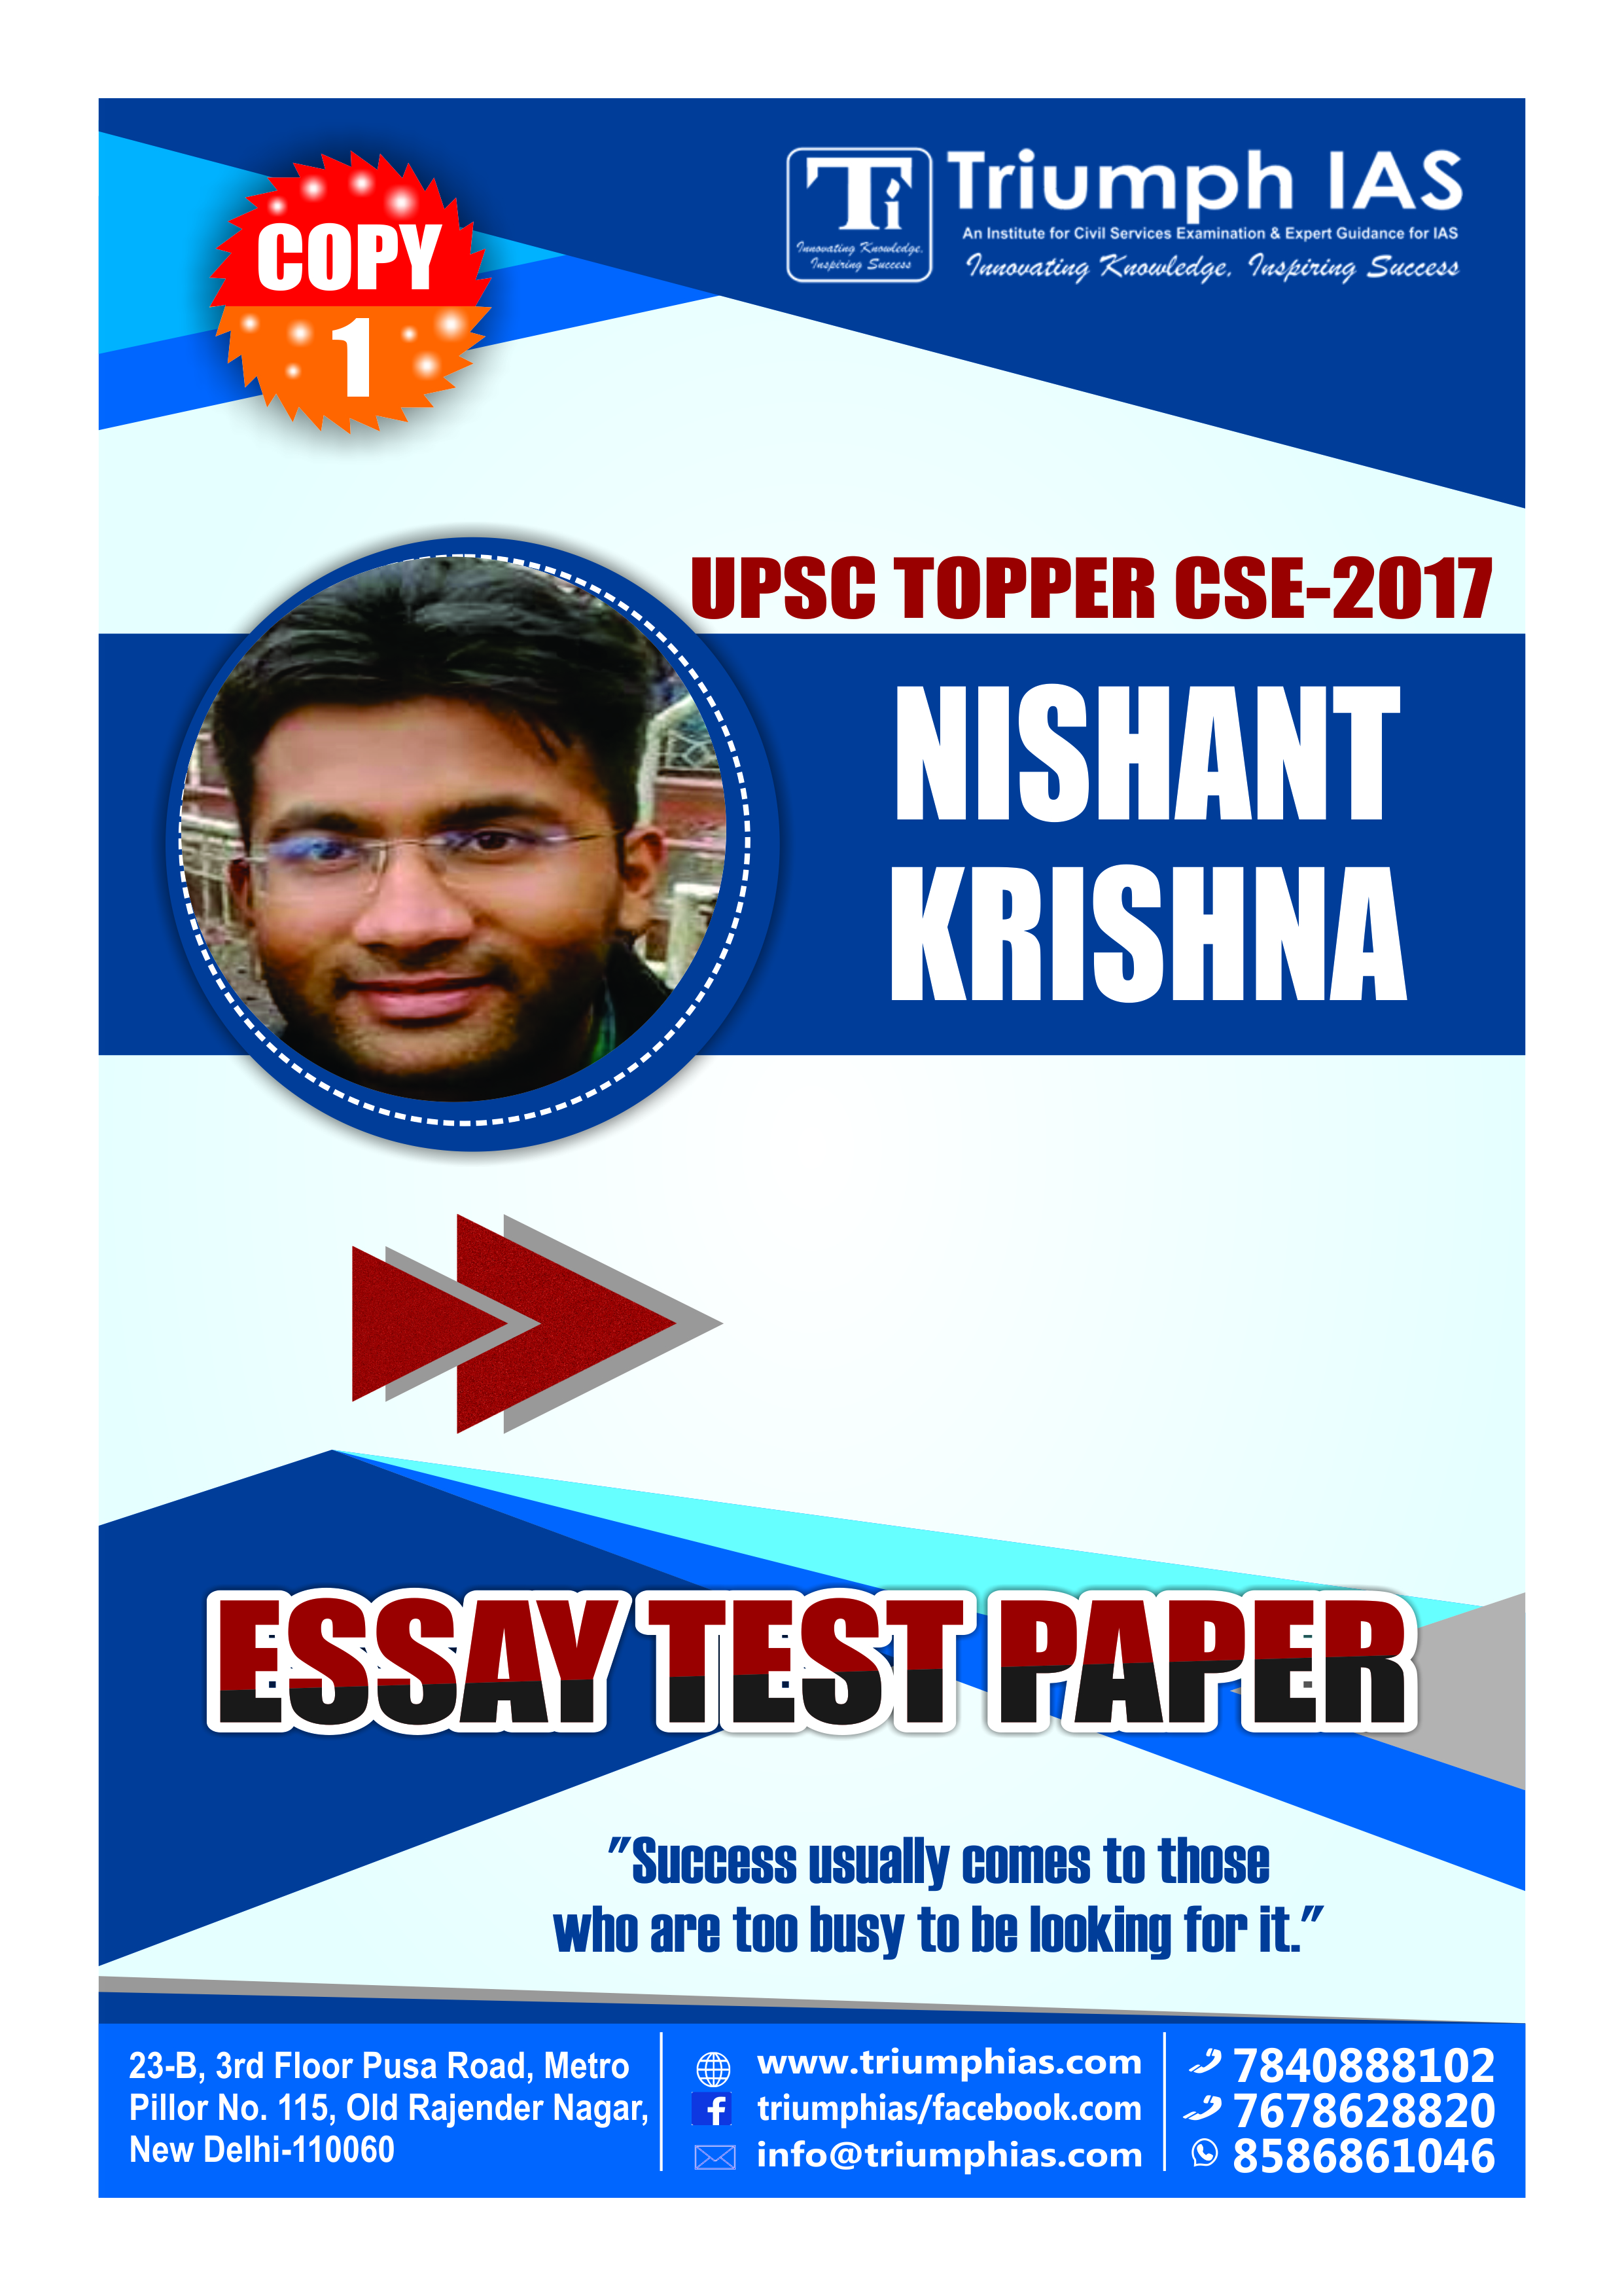 COPY
1
Ti
Innovating Knowledge,
Inspiring Success
Triumph IAS
An Institute for Civil Services Examination & Expert Guidance for IAS
Innovating Knowledge, Inspiring Success
UPSC TOPPER CSE-2017
NISHANT
KRISHNA
ESSAY TEST PAPER
"Success usually comes to those
who are too busy to be looking for it."
23-B, 3rd Floor Pusa Road, Metro
Pillor No. 115, Old Rajender Nagar,
New Delhi-110060
www.triumphias.com
f triumphias/facebook.com
info@triumphias.com
7840888102
7678628820
8586861046